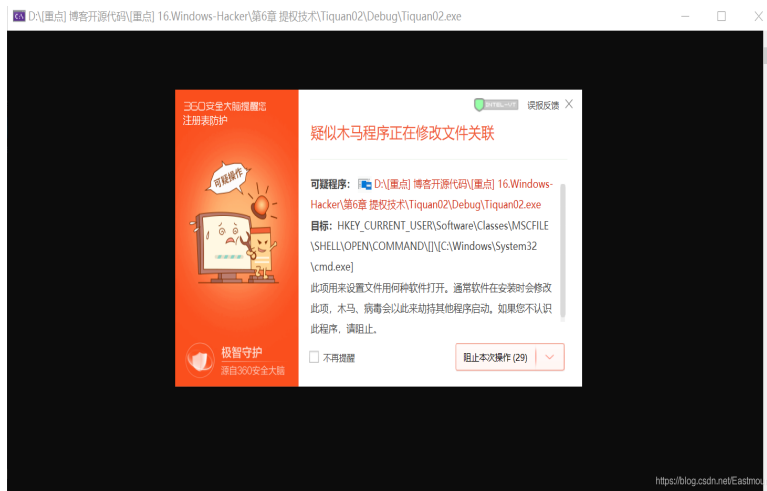 D:\[重点] 博客开源代码\[重点] 16.Windows-Hacker\第6章 提权技术\Tiquan02\Debug\Tiquan02.exe
360安全大脑提醒您
注册表防护
误报反馈
疑似木马程序正在修改文件关联
可疑操作
可疑程序： D:\[重点] 博客开源代码\[重点] 16.Windows-
Hacker\第6章 提权技术\Tiquan02\Debug\Tiquan02.exe
目标：HKEY_CURRENT_USER\Software\Classes\MSCFILE
\SHELL\OPEN\COMMAND\[]\[C:\Windows\System32
\cmd.exe]
此项用来设置文件用何种软件打开。通常软件在安装时会修改
此项，木马、病毒会以此来劫持其他程序启动。如果您不认识
此程序，请阻止。
极智守护
源自360安全大脑
不再提醒
阻止本次操作 (29)
https://blog.csdn.net/Eastmou